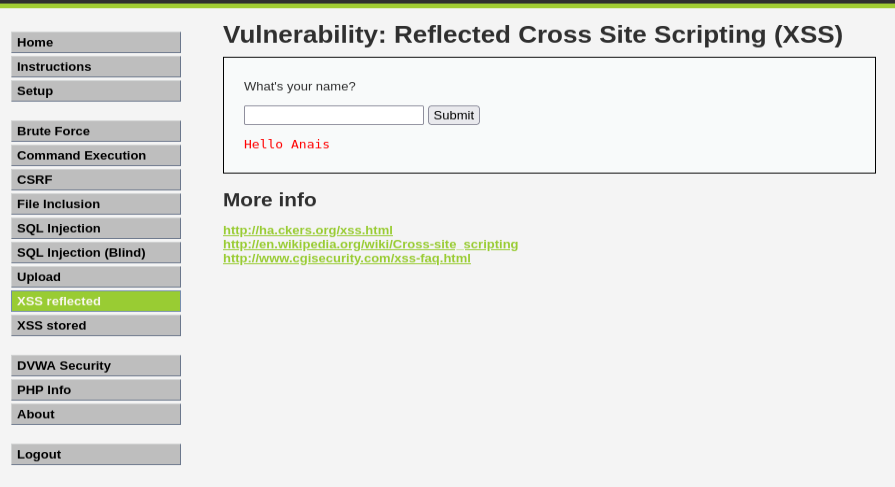 Home
Instructions
Setup
Brute Force
Command Execution
CSRF
File Inclusion
SQL Injection
SQL Injection (Blind)
Upload
XSS reflected
XSS stored
DVWA Security
PHP Info
About
Logout
Vulnerability: Reflected Cross Site Scripting (XSS)
What's your name?
Submit
Hello Anais
More info
http://ha.ckers.org/xss.html
http://en.wikipedia.org/wiki/Cross-site_scripting
http://www.cgisecurity.com/xss-faq.html